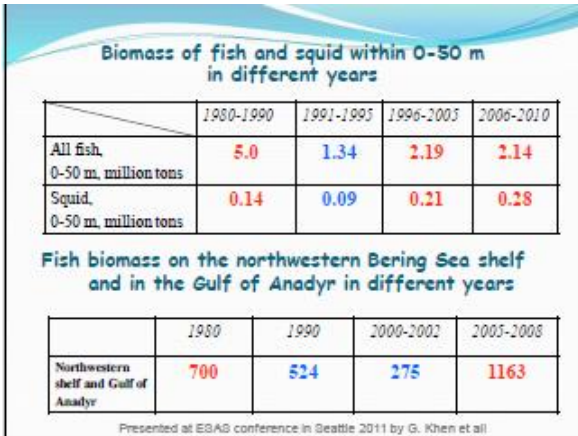 Biomass of fish and squid within 0-50 m
in different years
1980-1990 1991-1995 1996-2005 2006-2010
All fish, 5.0 1.34 2.19 2.14
0-50 m, million tons
Squid, 0.14 0.09 0.21 0.28
0-50 m, million tons
Fish biomass on the northwestern Bering Sea shelf
and in the Gulf of Anadyr in different years
1980 1990 2000-2002 2005-2008
Northwestern 700 524 275 1163
shelf and Gulf of
Anadyr
Presented at ESAS conference in Seattle 2011 by G. Khen et all